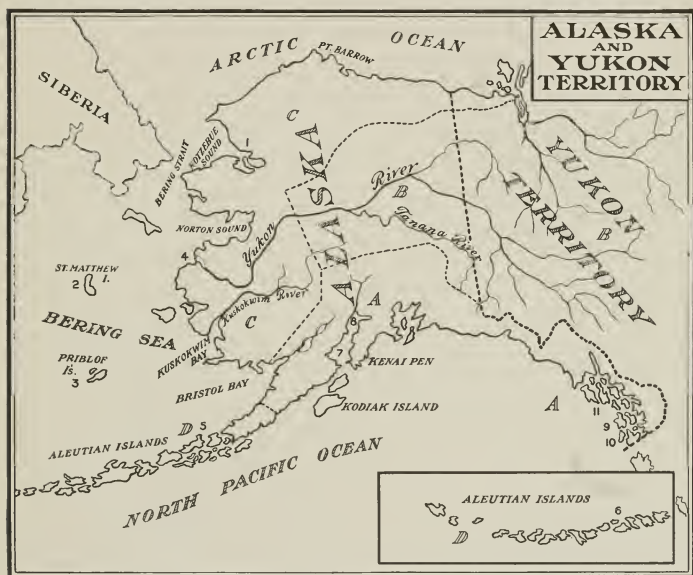 ALASKA
AND
YUKON
TERRITORY
ARCTIC OCEAN
PT. BARROW
SIBERIA
BERING STRAIT
KOTZEBUE
SOUND
1
C
ALASKA
YUKON
TERRITORY
B
River
B
Tanana River
NORTON SOUND
Yukon
4
ST. MATTHEW
2 I.
Kuskokwim River
C
A
BERING SEA
KUSKOKWIM
BAY
PRIBLOF
I's.
3
8
7
KENAI PEN
BRISTOL BAY
KODIAK ISLAND
A
11
9
10
D 5
ALEUTIAN ISLANDS
NORTH PACIFIC OCEAN
ALEUTIAN ISLANDS
6
D